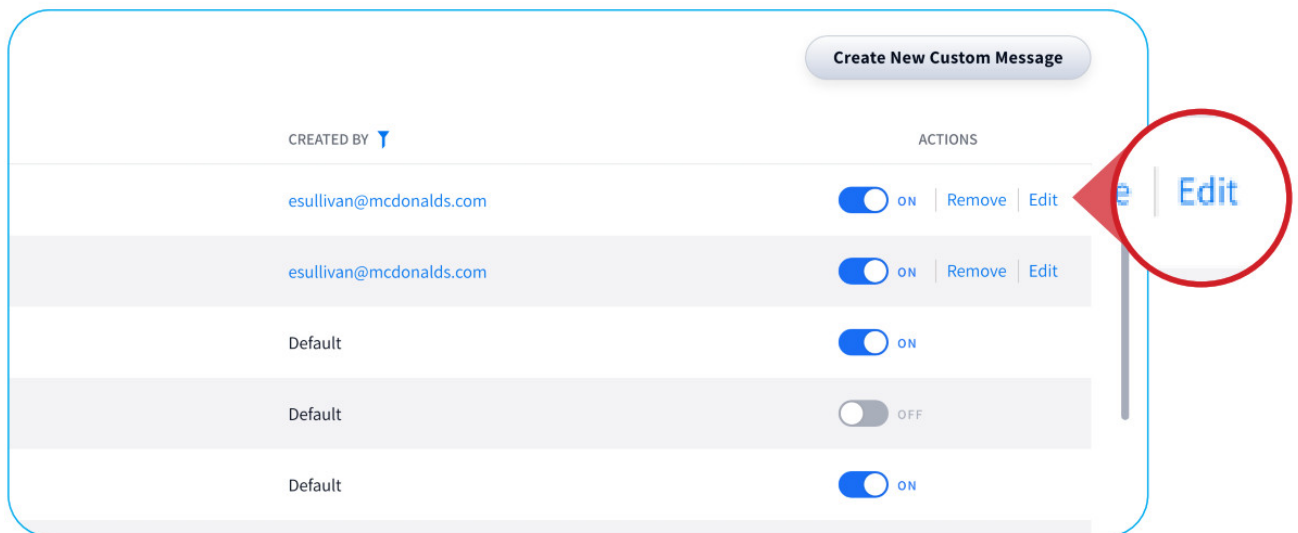 Create New Custom Message
CREATED BY ACTIONS
esullivan@mcdonalds.com ON Remove Edit
e Edit
esullivan@mcdonalds.com ON Remove Edit
Default ON
Default OFF
Default ON